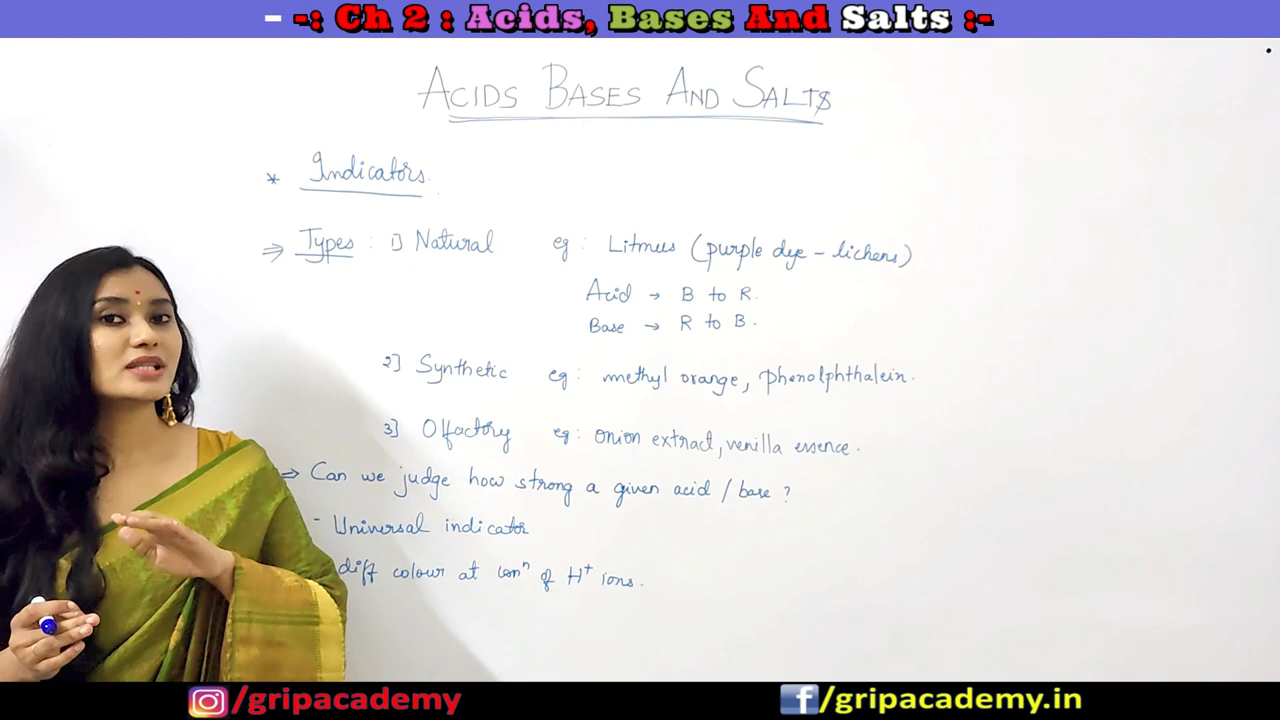 - -: Ch 2 : Acids, Bases And Salts :-
ACIDS BASES AND SALTS
* Indicators.
⇒ Types : 1] Natural eg : Litmus (purple dye - lichens)
Acid → B to R.
Base → R to B.
2] Synthetic eg : methyl orange, phenolphthalein.
3] Olfactory eg : onion extract, venilla essence.
⇒ Can we judge how strong a given acid / base ?
- Universal indicator
diff colour at conⁿ of H⁺ ions.
/gripacademy
f/gripacademy.in